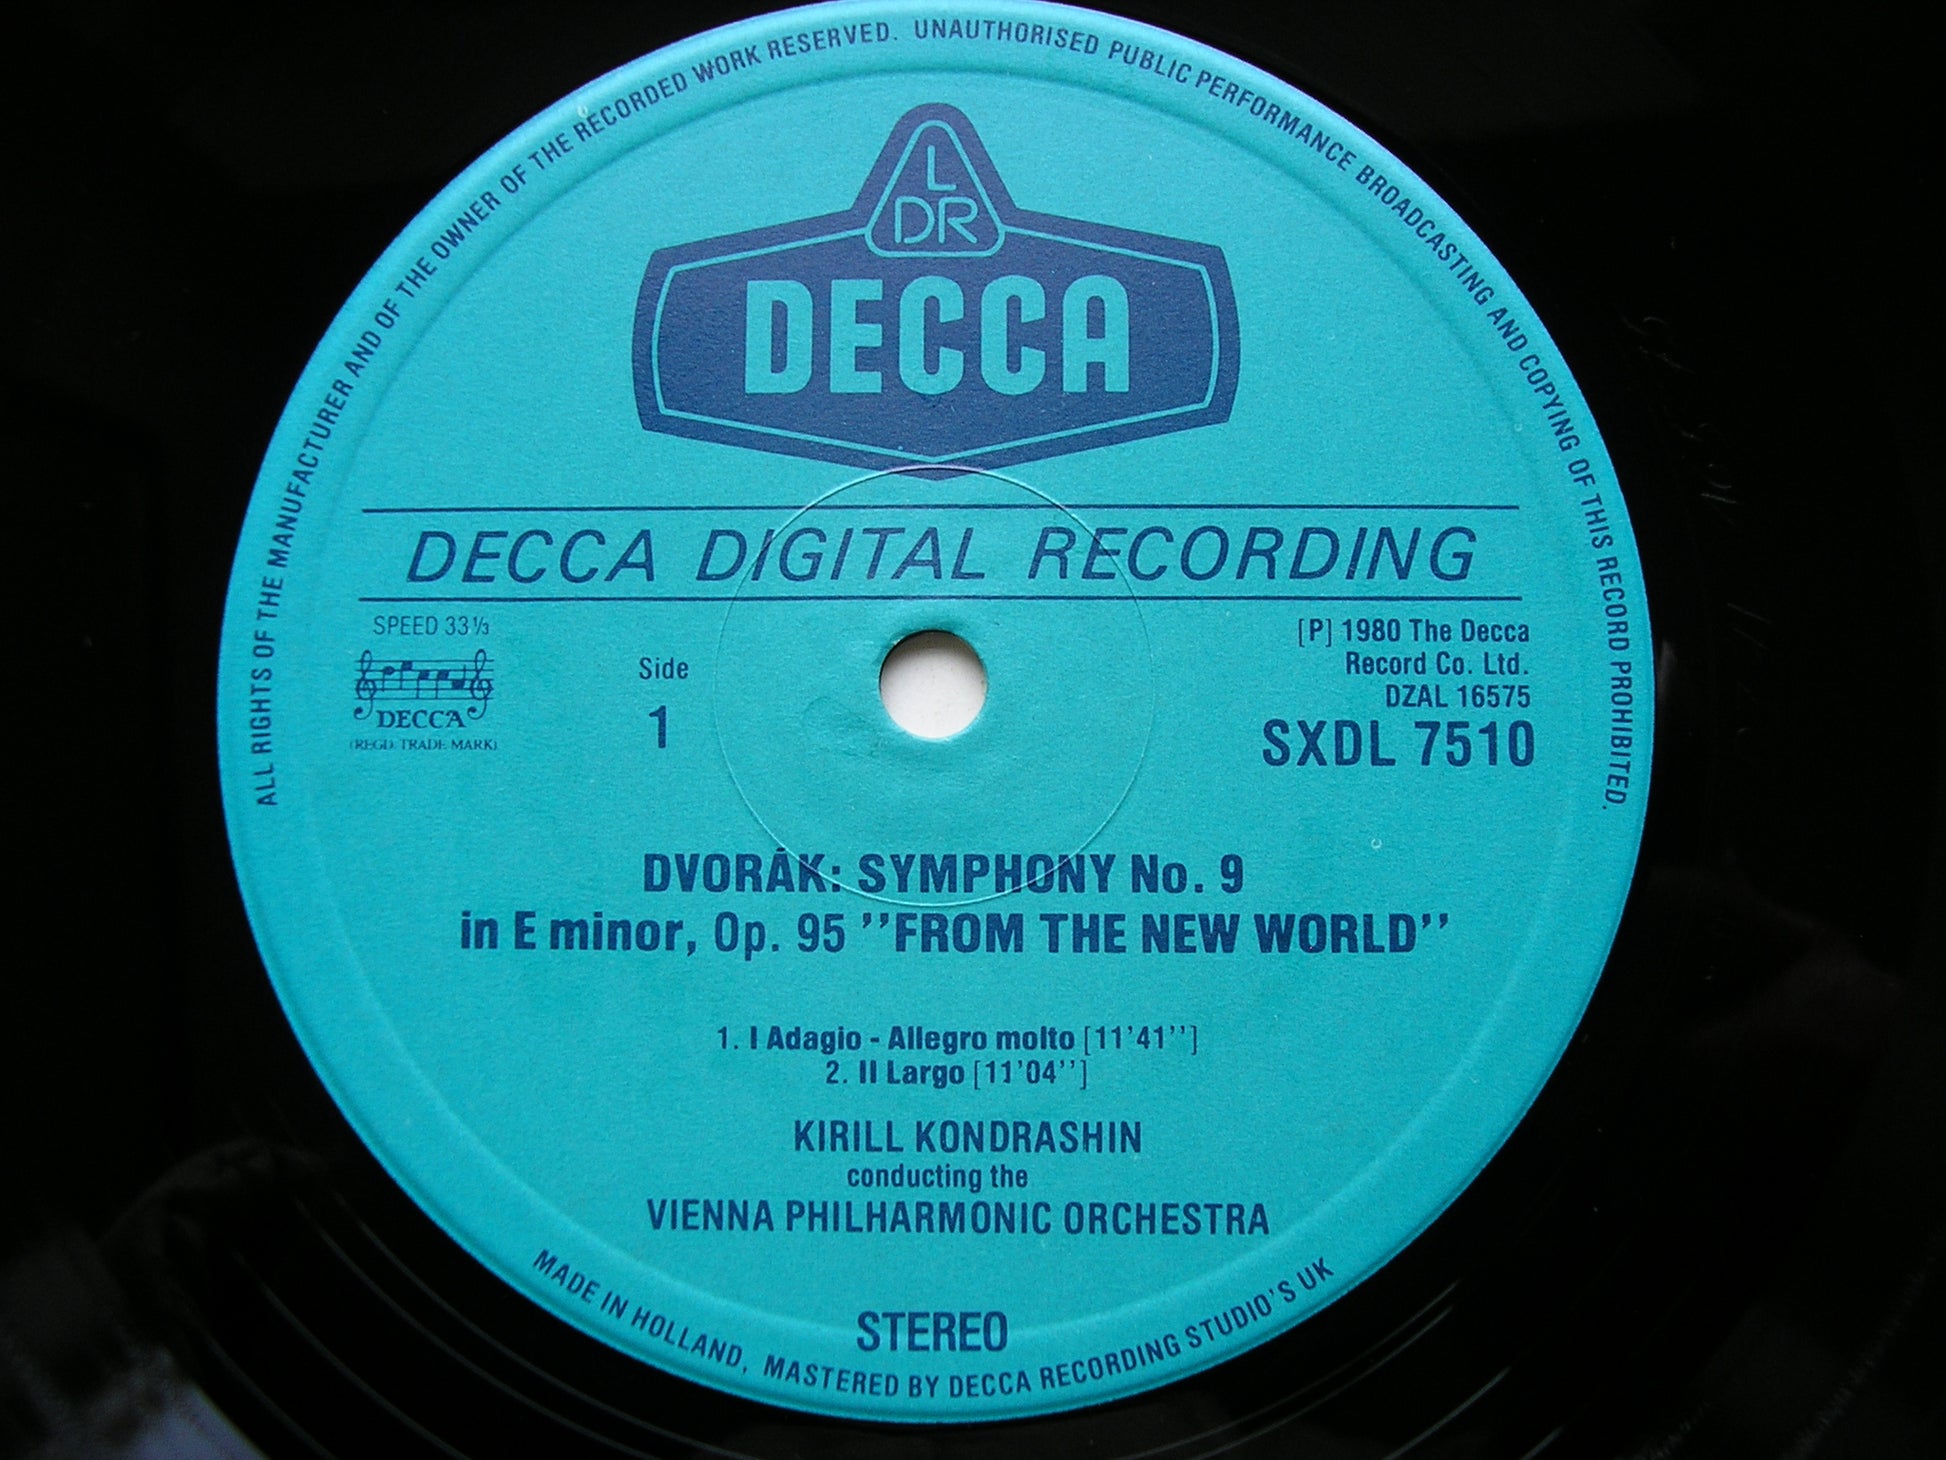 ALL RIGHTS OF THE MANUFACTURER AND OF THE OWNER OF THE RECORDED WORK RESERVED. UNAUTHORISED PUBLIC PERFORMANCE BROADCASTING AND COPYING OF THIS RECORD PROHIBITED.
L
DR
DECCA
DECCA DIGITAL RECORDING
SPEED 33⅓
DECCA
(REGD. TRADE MARK)
Side
1
[P] 1980 The Decca
Record Co. Ltd.
DZAL 16575
SXDL 7510
DVORÁK: SYMPHONY No. 9
in E minor, Op. 95 ''FROM THE NEW WORLD''
1. I Adagio - Allegro molto [11'41'']
2. II Largo [11'04'']
KIRILL KONDRASHIN
conducting the
VIENNA PHILHARMONIC ORCHESTRA
STEREO
MADE IN HOLLAND, MASTERED BY DECCA RECORDING STUDIO'S UK